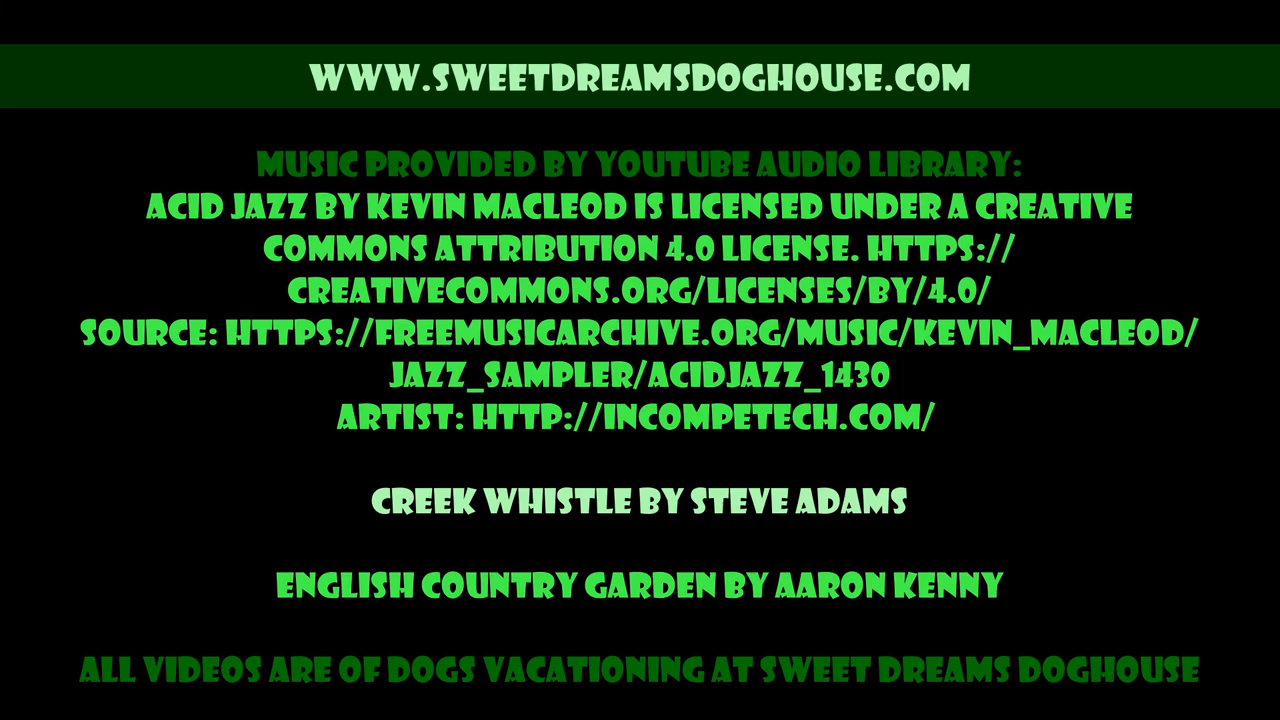 WWW.SWEETDREAMSDOGHOUSE.COM
MUSIC PROVIDED BY YOUTUBE AUDIO LIBRARY:
ACID JAZZ BY KEVIN MACLEOD IS LICENSED UNDER A CREATIVE
COMMONS ATTRIBUTION 4.0 LICENSE. HTTPS://
CREATIVECOMMONS.ORG/LICENSES/BY/4.0/
SOURCE: HTTPS://FREEMUSICARCHIVE.ORG/MUSIC/KEVIN_MACLEOD/
JAZZ_SAMPLER/ACIDJAZZ_1430
ARTIST: HTTP://INCOMPETECH.COM/
CREEK WHISTLE BY STEVE ADAMS
ENGLISH COUNTRY GARDEN BY AARON KENNY
ALL VIDEOS ARE OF DOGS VACATIONING AT SWEET DREAMS DOGHOUSE